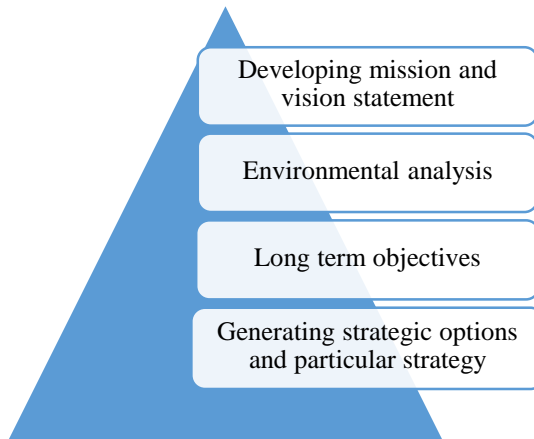 Developing mission and
vision statement
Environmental analysis
Long term objectives
Generating strategic options
and particular strategy